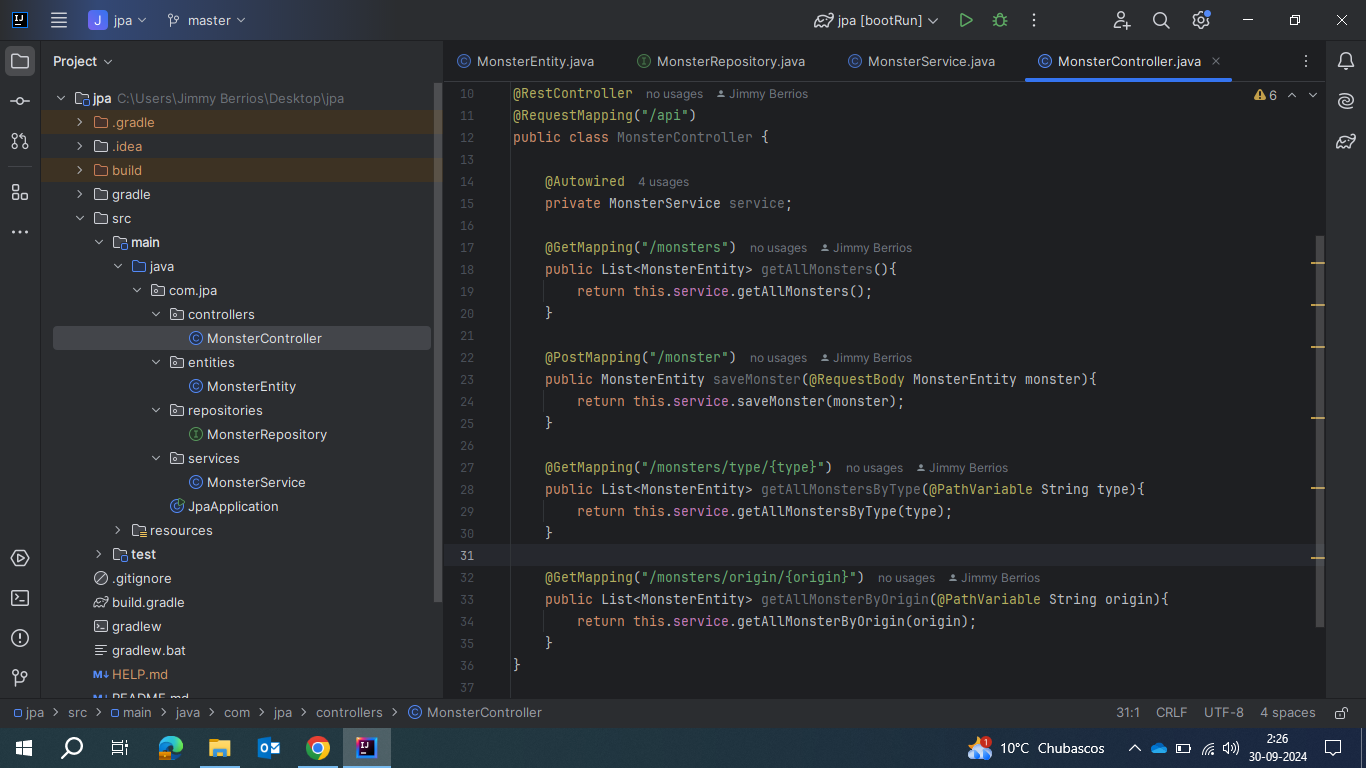 jpa master jpa [bootRun]
Project
MonsterEntity.java MonsterRepository.java MonsterService.java MonsterController.java
jpa C:\Users\Jimmy Berrios\Desktop\jpa
.gradle
.idea
build
gradle
src
main
java
com.jpa
controllers
MonsterController
entities
MonsterEntity
repositories
MonsterRepository
services
MonsterService
JpaApplication
resources
test
.gitignore
build.gradle
gradlew
gradlew.bat
HELP.md
README.md
6
10 @RestController no usages Jimmy Berrios
11 @RequestMapping("/api")
12 public class MonsterController {
13
14 @Autowired 4 usages
15 private MonsterService service;
16
17 @GetMapping("/monsters") no usages Jimmy Berrios
18 public List<MonsterEntity> getAllMonsters(){
19 return this.service.getAllMonsters();
20 }
21
22 @PostMapping("/monster") no usages Jimmy Berrios
23 public MonsterEntity saveMonster(@RequestBody MonsterEntity monster){
24 return this.service.saveMonster(monster);
25 }
26
27 @GetMapping("/monsters/type/{type}") no usages Jimmy Berrios
28 public List<MonsterEntity> getAllMonstersByType(@PathVariable String type){
29 return this.service.getAllMonstersByType(type);
30 }
31
32 @GetMapping("/monsters/origin/{origin}") no usages Jimmy Berrios
33 public List<MonsterEntity> getAllMonsterByOrigin(@PathVariable String origin){
34 return this.service.getAllMonsterByOrigin(origin);
35 }
36 }
37
jpa > src > main > java > com > jpa > controllers > MonsterController 31:1 CRLF UTF-8 4 spaces
1 10°C Chubascos 2:26
30-09-2024